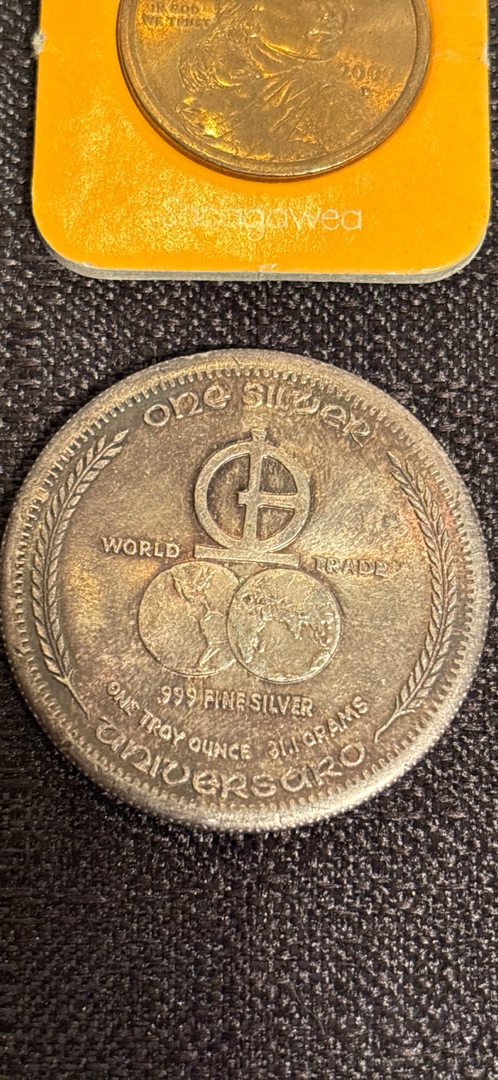 IN GOD
WE TRUST
2000
P
Sacagawea
ONE SILVER
WORLD TRADE
.999 FINE SILVER
ONE TROY OUNCE 31.1 GRAMS
UNIVERSARO